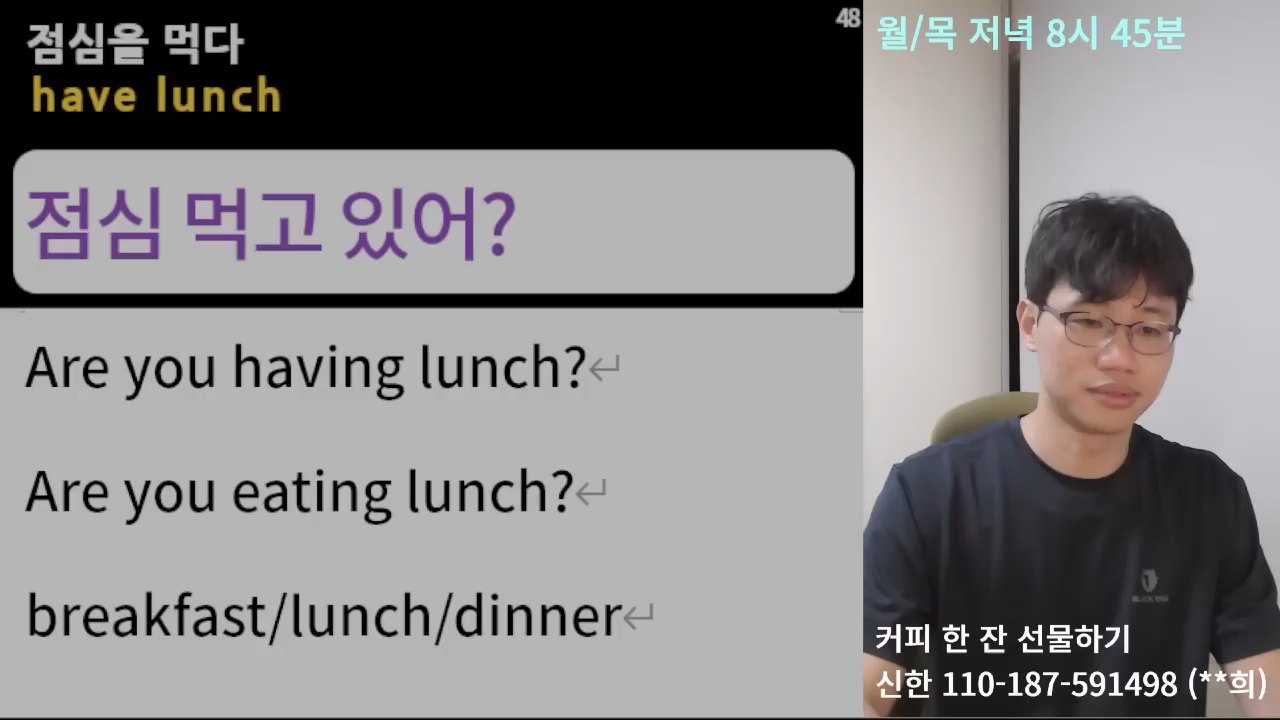 점심을 먹다
have lunch
48
점심 먹고 있어?
Are you having lunch?↵
Are you eating lunch?↵
breakfast/lunch/dinner↵
월/목 저녁 8시 45분
커피 한 잔 선물하기
신한 110-187-591498 (**희)